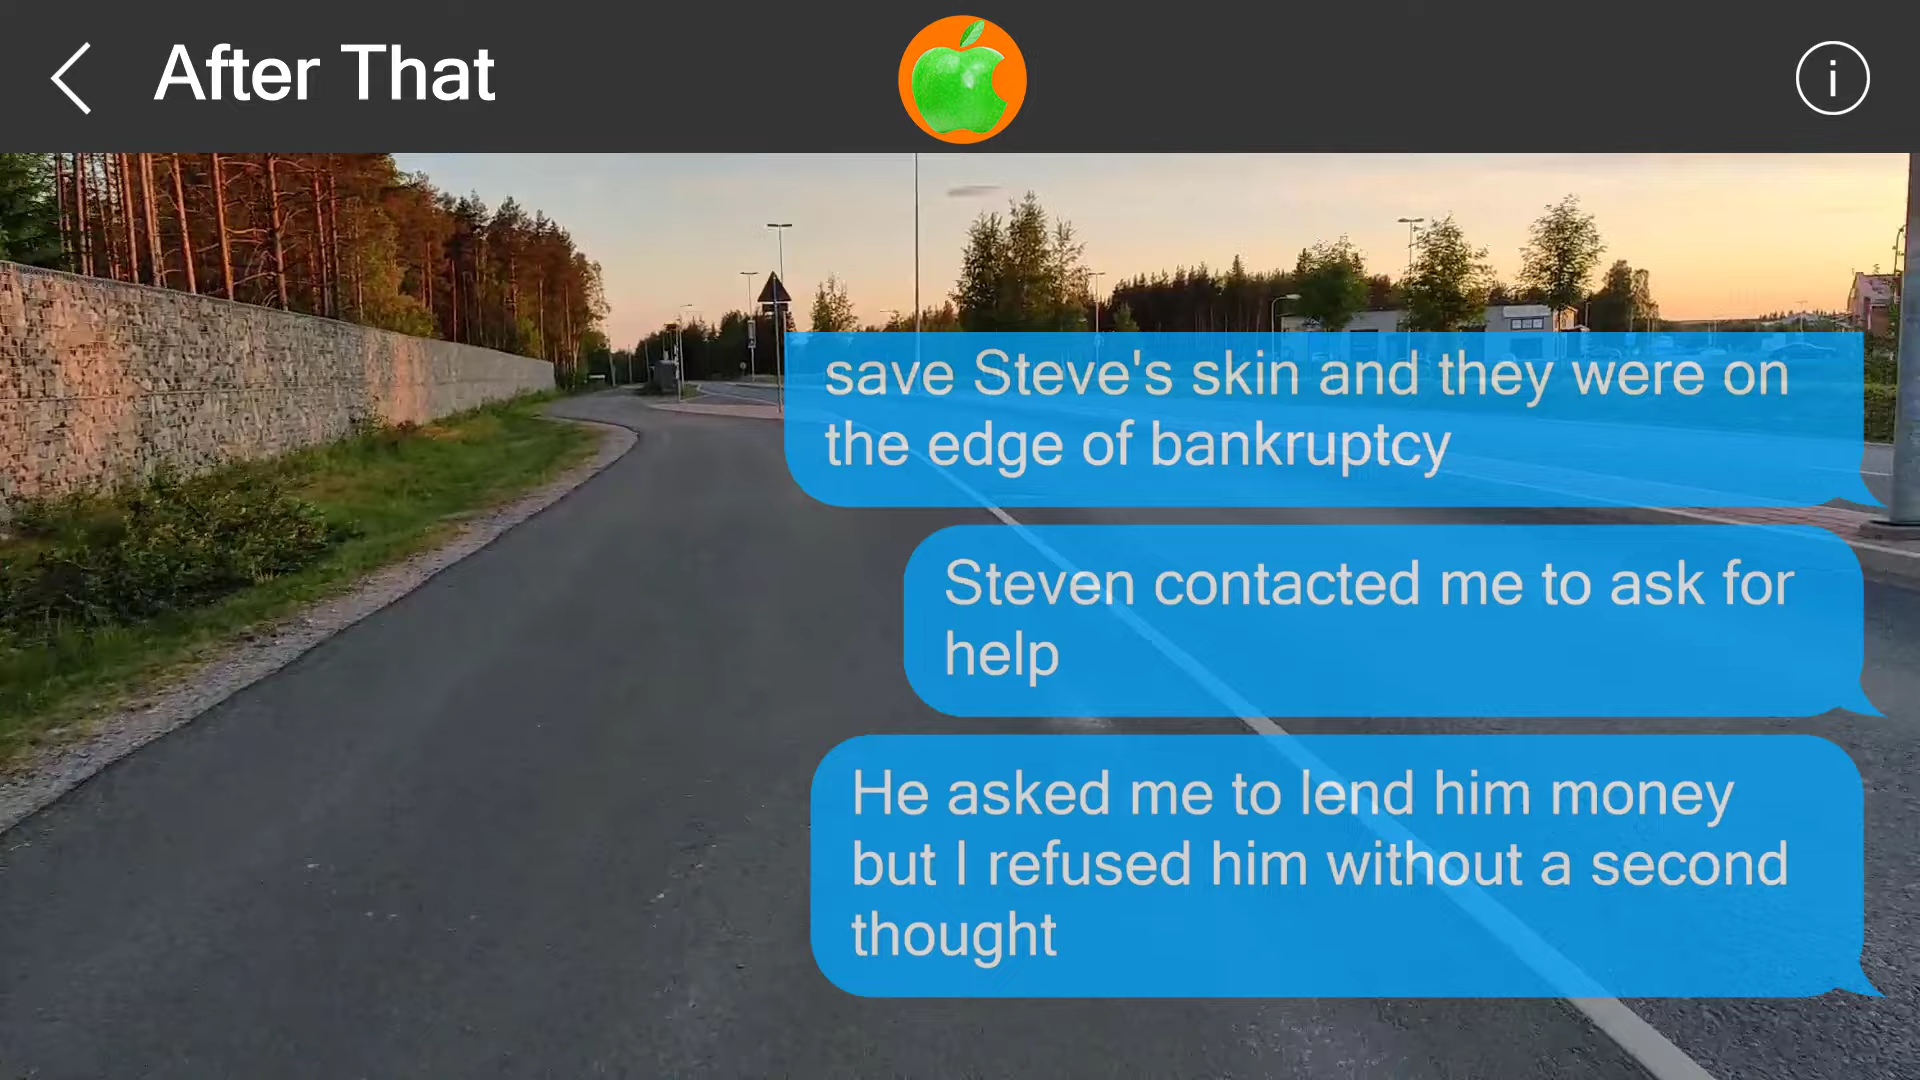 After That
i
save Steve's skin and they were on
the edge of bankruptcy
Steven contacted me to ask for
help
He asked me to lend him money
but I refused him without a second
thought